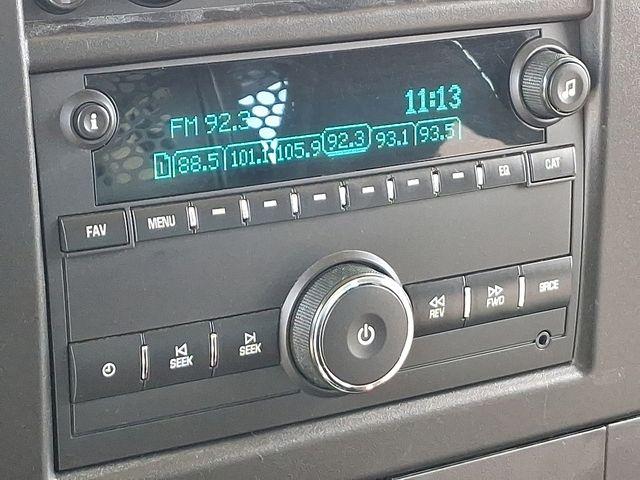 11:13
FM 92.3
1 88.5 101.1 105.9 92.3 93.1 93.5
i
FAV MENU EQ CAT
SEEK SEEK REV FWD SRCE